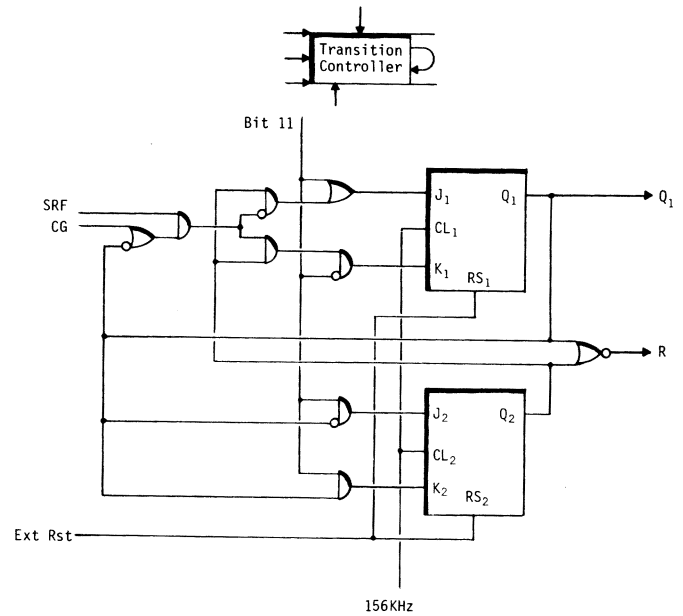 Transition
Controller
Bit 11
SRF
CG
J₁
Q₁
Q₁
CL₁
K₁
RS₁
R
J₂
Q₂
CL₂
K₂
RS₂
Ext Rst
156KHz